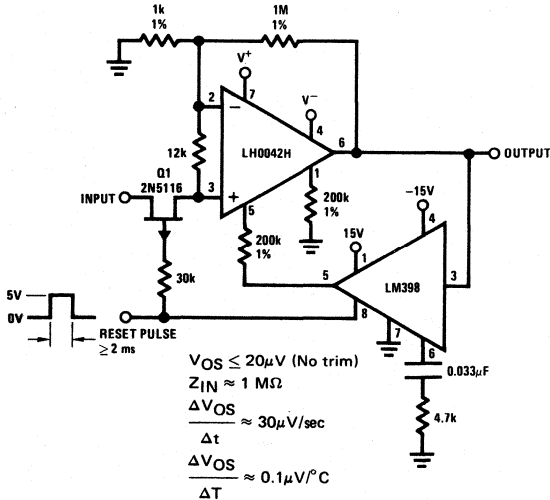 1k
1%
1M
1%
V+
7
2
V−
4
6
12k
LH0042H
OUTPUT
Q1
2N5116
1
INPUT
3
+
−
5
200k
1%
−15V
4
200k
1%
15V
1
30k
5
LM398
3
5V
0V
8
RESET PULSE
≥2 ms
7
6
0.033μF
VOS ≤ 20μV (No trim)
ZIN ≈ 1 MΩ
ΔVOS
Δt
≈ 30μV/sec
4.7k
ΔVOS
ΔT
≈ 0.1μV/°C